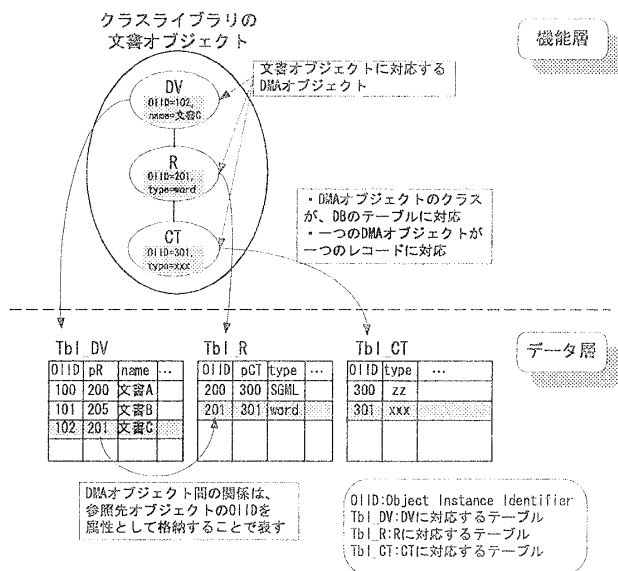 クラスライブラリの
文書オブジェクト
機能層
文書オブジェクトに対応する
DMAオブジェクト
DV
OIID=102,
name=文書C
R
OIID=201,
type=word
CT
OIID=301,
type=xxx
・DMAオブジェクトのクラス
が、DBのテーブルに対応
・一つのDMAオブジェクトが
一つのレコードに対応
データ層
Tbl_DV
OIID pR name …
100 200 文書A
101 205 文書B
102 201 文書C
Tbl_R
OIID pCT type …
200 300 SGML
201 301 word
Tbl_CT
OIID type …
300 zz
301 xxx
DMAオブジェクト間の関係は、
参照先オブジェクトのOIIDを
属性として格納することで表す
OIID:Object Instance Identifier
Tbl_DV:DVに対応するテーブル
Tbl_R:Rに対応するテーブル
Tbl_CT:CTに対応するテーブル